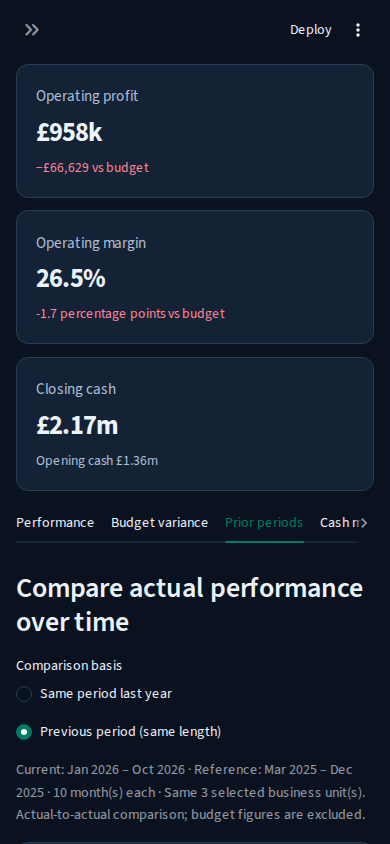 Deploy
Operating profit
£958k
−£66,629 vs budget
Operating margin
26.5%
-1.7 percentage points vs budget
Closing cash
£2.17m
Opening cash £1.36m
Performance Budget variance Prior periods Cash
Compare actual performance
over time
Comparison basis
Same period last year
Previous period (same length)
Current: Jan 2026 – Oct 2026 · Reference: Mar 2025 – Dec
2025 · 10 month(s) each · Same 3 selected business unit(s).
Actual-to-actual comparison; budget figures are excluded.